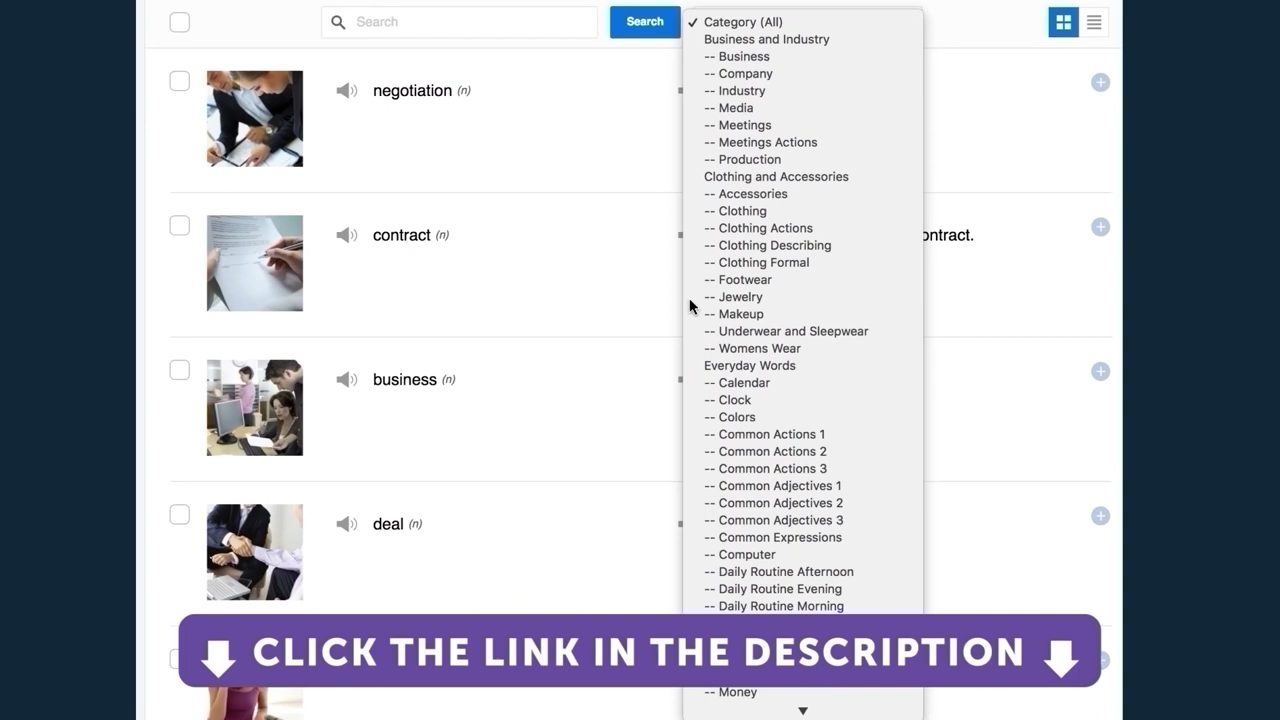 Search
Search
✓ Category (All)
Business and Industry
-- Business
-- Company
-- Industry
-- Media
-- Meetings
-- Meetings Actions
-- Production
Clothing and Accessories
-- Accessories
-- Clothing
-- Clothing Actions
-- Clothing Describing
-- Clothing Formal
-- Footwear
-- Jewelry
-- Makeup
-- Underwear and Sleepwear
-- Womens Wear
Everyday Words
-- Calendar
-- Clock
-- Colors
-- Common Actions 1
-- Common Actions 2
-- Common Actions 3
-- Common Adjectives 1
-- Common Adjectives 2
-- Common Adjectives 3
-- Common Expressions
-- Computer
-- Daily Routine Afternoon
-- Daily Routine Evening
-- Daily Routine Morning
-- Money
negotiation (n)
contract (n)
ontract.
business (n)
deal (n)
CLICK THE LINK IN THE DESCRIPTION